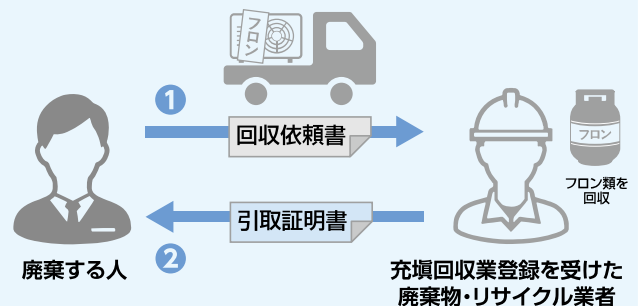 フロン
1
回収依頼書
フロン
フロン類を
回収
引取証明書
2
廃棄する人
充塡回収業登録を受けた
廃棄物・リサイクル業者